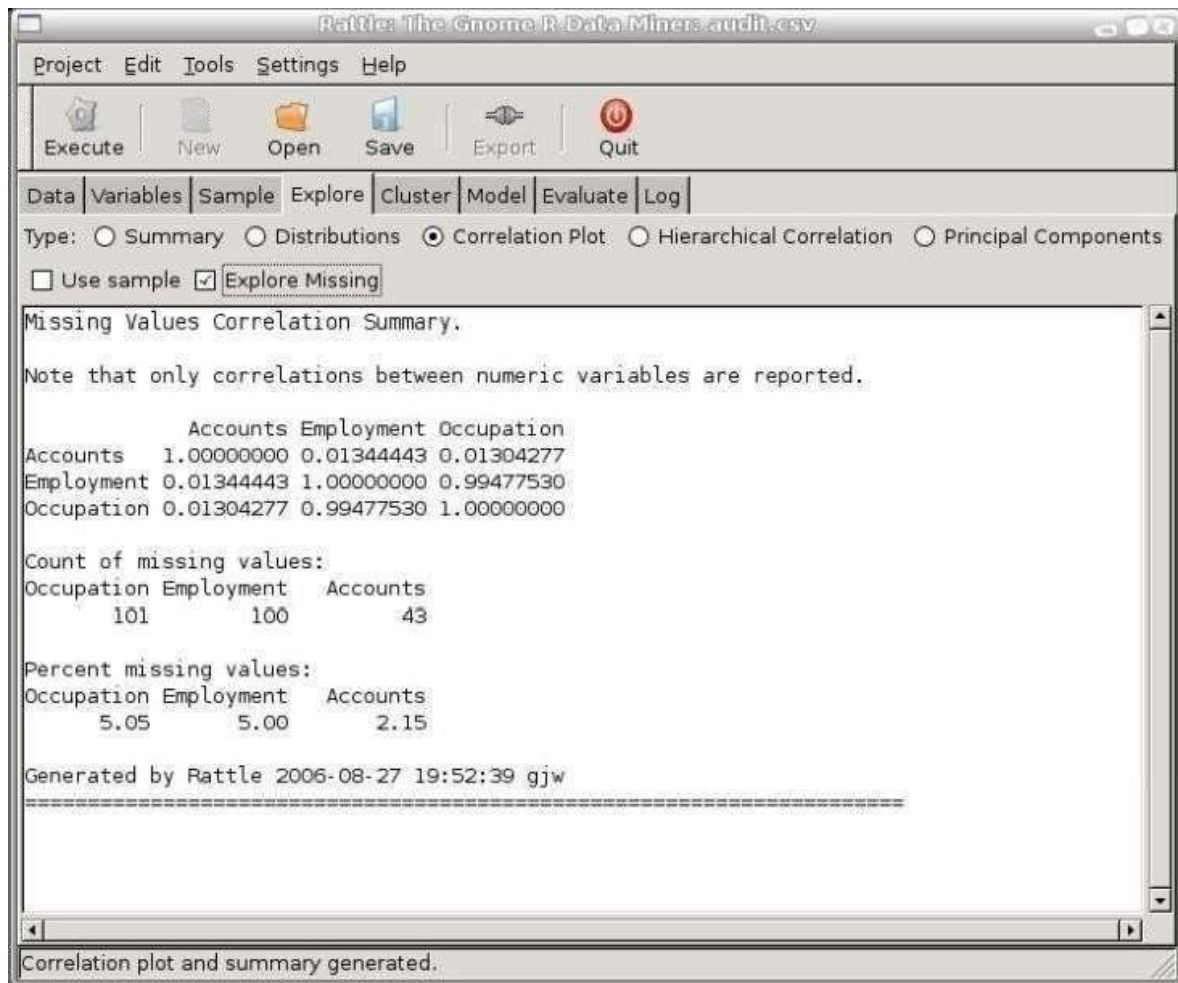 Rattle: The Gnome R Data Miner: audit.csv
Project Edit Tools Settings Help
Execute New Open Save Export Quit
Data Variables Sample Explore Cluster Model Evaluate Log
Type: Summary Distributions Correlation Plot Hierarchical Correlation Principal Components
Use sample Explore Missing
Missing Values Correlation Summary.
Note that only correlations between numeric variables are reported.
Accounts Employment Occupation
Accounts 1.00000000 0.01344443 0.01304277
Employment 0.01344443 1.00000000 0.99477530
Occupation 0.01304277 0.99477530 1.00000000
Count of missing values:
Occupation Employment Accounts
101 100 43
Percent missing values:
Occupation Employment Accounts
5.05 5.00 2.15
Generated by Rattle 2006-08-27 19:52:39 gjw
======================================================================
Correlation plot and summary generated.